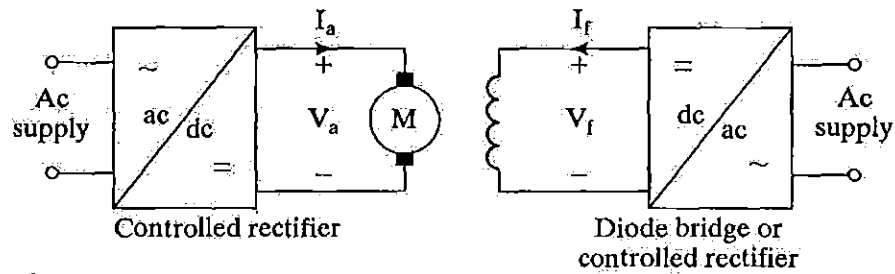 I_a
I_f
~
=
+
+
Ac
supply
ac
dc
V_a
M
V_f
dc
ac
Ac
supply
=
−
−
~
Controlled rectifier
Diode bridge or
controlled rectifier